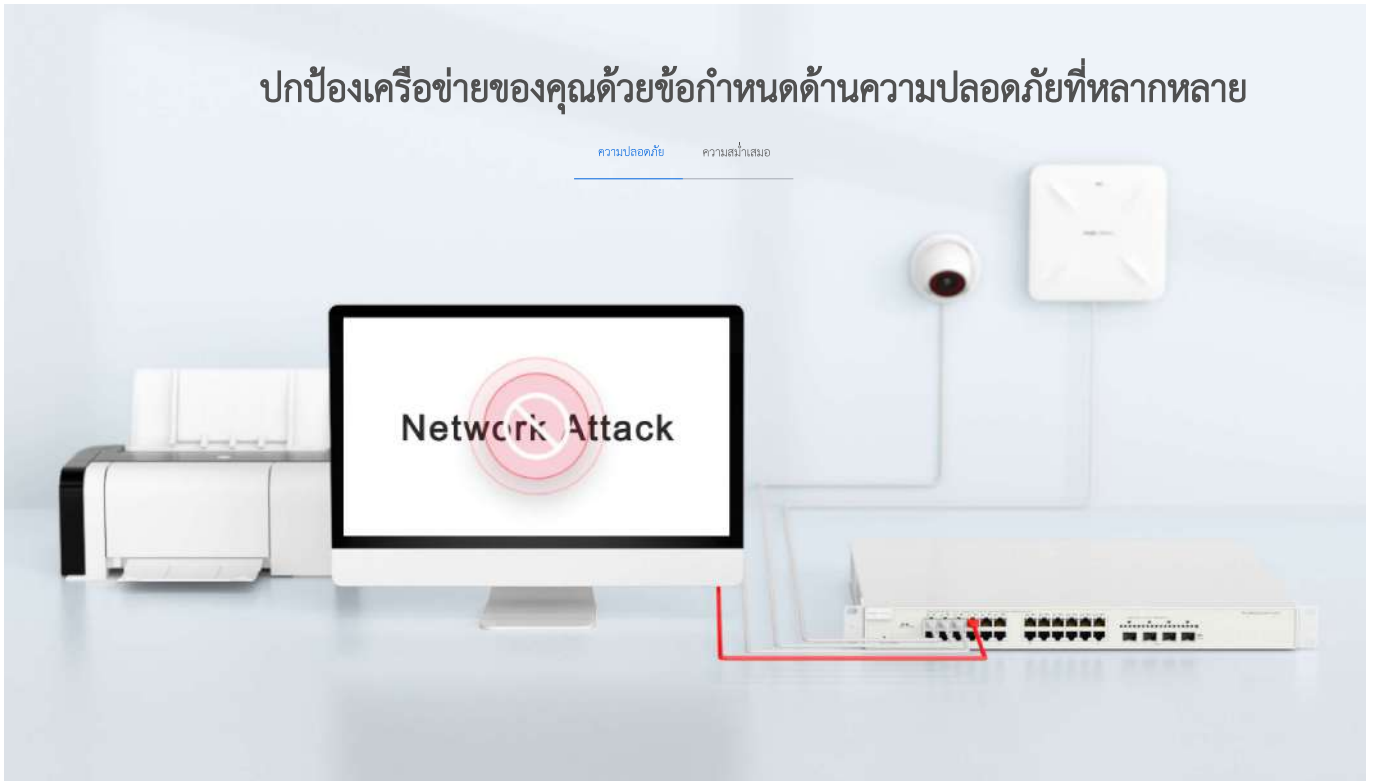 ปกป้องเครือข่ายของคุณด้วยข้อกำหนดด้านความปลอดภัยที่หลากหลาย
ความปลอดภัย ความสม่ำเสมอ
Network Attack